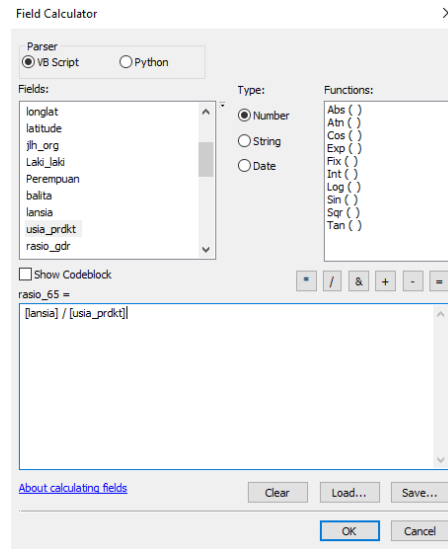 Field Calculator
Parser
VB Script
Python
Fields:
longlat
latitude
jlh_org
Laki_laki
Perempuan
balita
lansia
usia_prdkt
rasio_gdr
Type:
Number
String
Date
Functions:
Abs ( )
Atn ( )
Cos ( )
Exp ( )
Fix ( )
Int ( )
Log ( )
Sin ( )
Sqr ( )
Tan ( )
Show Codeblock
* / & + - =
rasio_65 =
[lansia] / [usia_prdkt]
About calculating fields
Clear
Load...
Save...
OK
Cancel